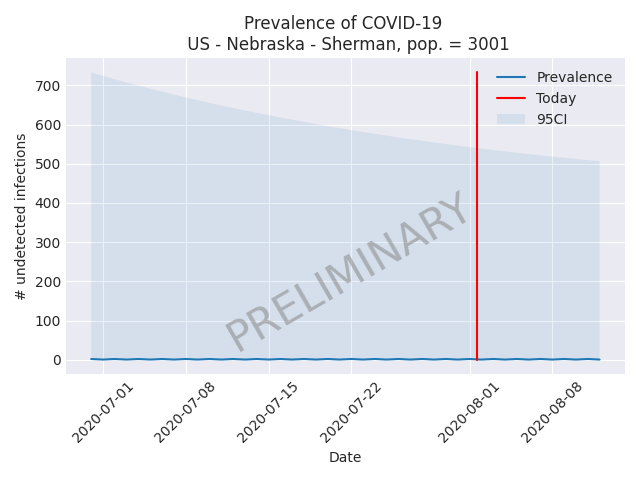 Prevalence of COVID-19
US - Nebraska - Sherman, pop. = 3001
# undetected infections
700
600
500
400
300
200
100
0
Prevalence
Today
95CI
PRELIMINARY
2020-07-01
2020-07-08
2020-07-15
2020-07-22
2020-08-01
2020-08-08
Date